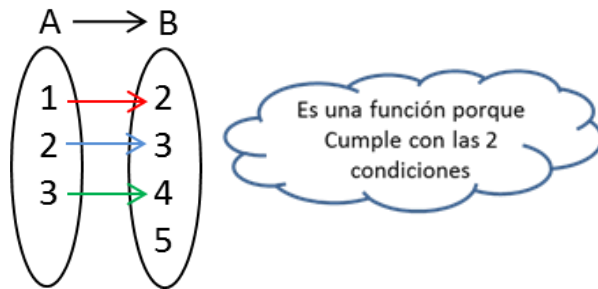 A B
1 2
2 3
3 4
5
Es una función porque
Cumple con las 2
condiciones